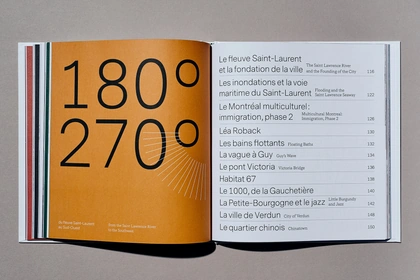 180°
270°
Du fleuve Saint-Laurent
au Sud-Ouest
From the Saint Lawrence River
to the Southwest
Le fleuve Saint-Laurent
et la fondation de la ville The Saint Lawrence River and the Founding of the City 116
Les inondations et la voie
maritime du Saint-Laurent Flooding and the Saint Lawrence Seaway 122
Le Montréal multiculturel :
immigration, phase 2 Multicultural Montreal Immigration, Phase 2 128
Léa Roback 130
Les bains flottants Floating Baths 132
La vague à Guy Guy's Wave 134
Le pont Victoria Victoria Bridge 136
Habitat 67 138
Le 1000, de la Gauchetière 140
La Petite-Bourgogne et le jazz Little Burgundy and Jazz 142
La ville de Verdun City of Verdun 148
Le quartier chinois Chinatown 150